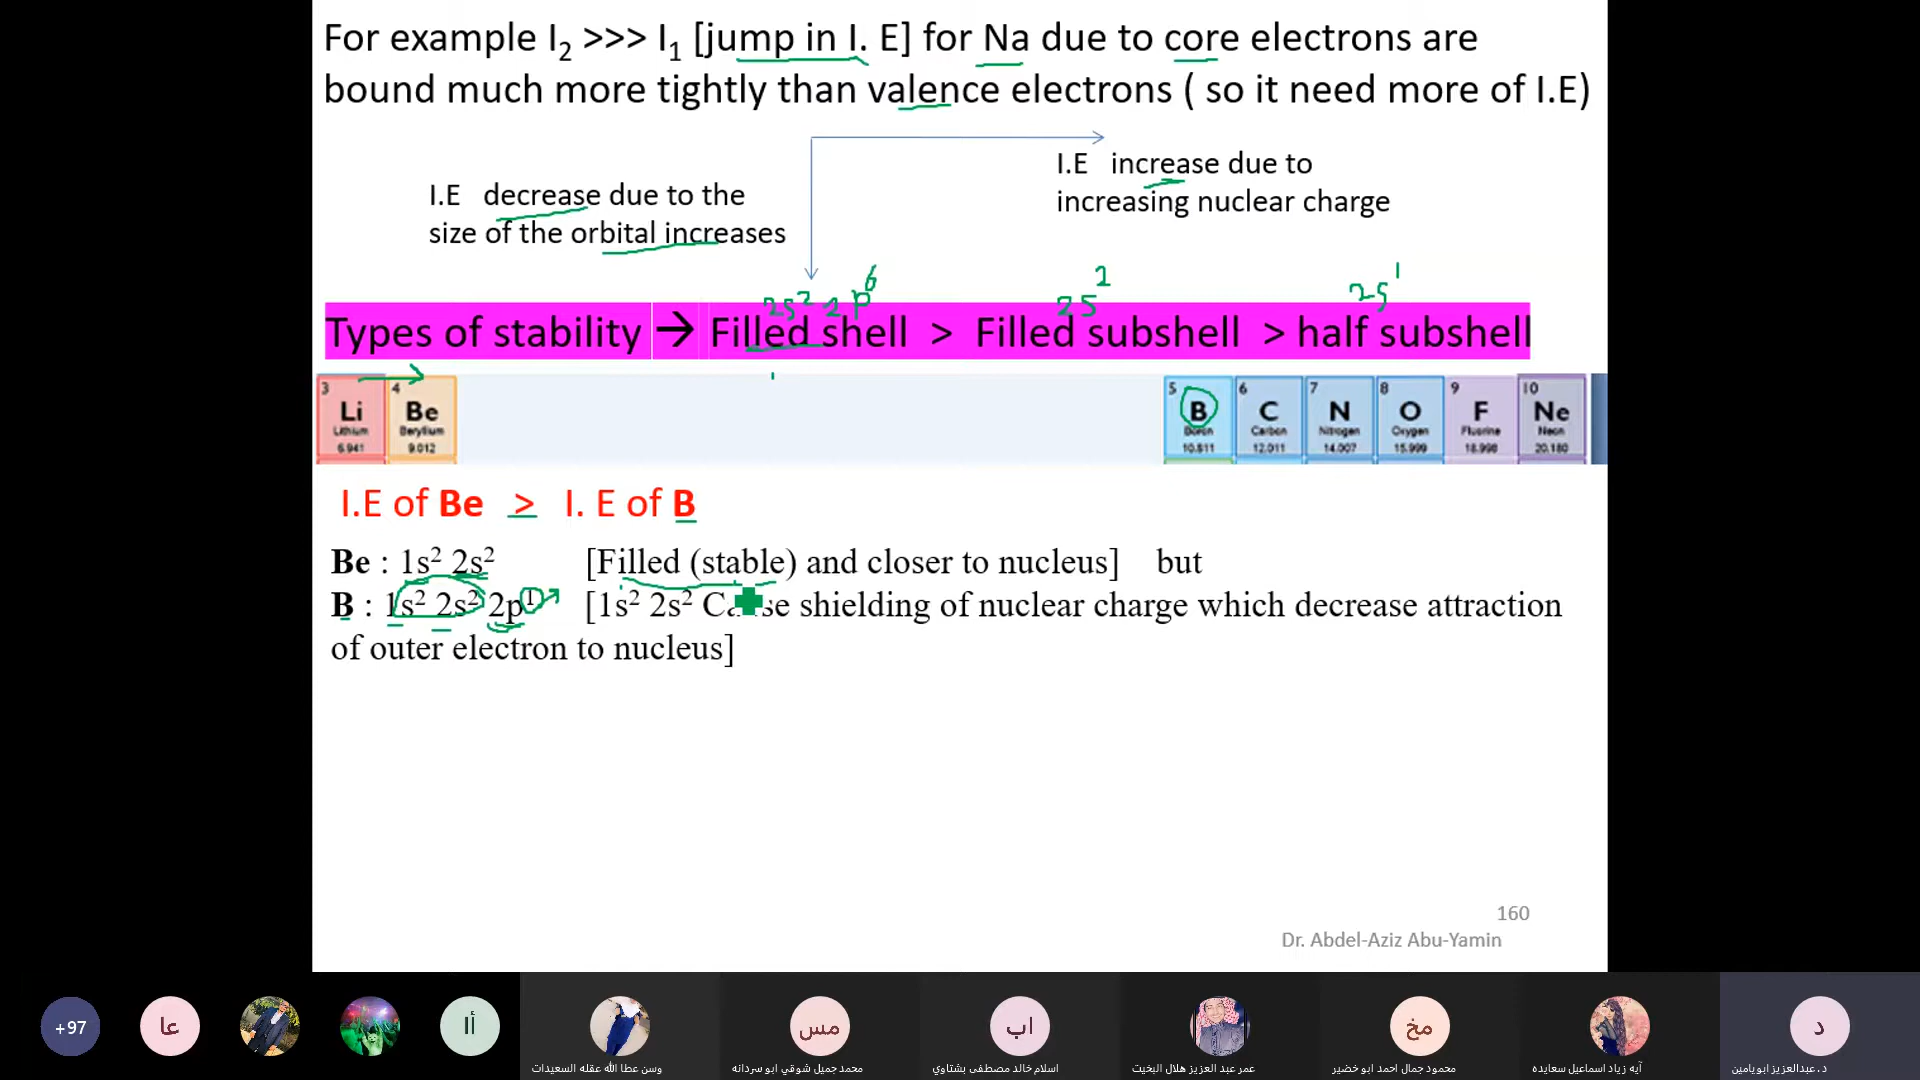 For example I₂ >>> I₁ [jump in I. E] for Na due to core electrons are
bound much more tightly than valence electrons ( so it need more of I.E)
I.E increase due to
increasing nuclear charge
I.E decrease due to the
size of the orbital increases
2s² 2p⁶
2s²
2s¹
Types of stability → Filled shell > Filled subshell > half subshell
3 4 5 6 7 8 9 10
Li Be B C N O F Ne
Lithium Beryllium Boron Carbon Nitrogen Oxygen Fluorine Neon
6.941 9.012 10.811 12.011 14.007 15.999 18.998 20.180
I.E of Be > I. E of B
Be : 1s² 2s² [Filled (stable) and closer to nucleus] but
B : 1s² 2s² 2p¹ [1s² 2s² Cause shielding of nuclear charge which decrease attraction
of outer electron to nucleus]
160
Dr. Abdel-Aziz Abu-Yamin
+97
عا
أا
مس
اب
مخ
د
وسن عطا الله عقله السعيدات
محمد جميل شوقي ابو سردانه
اسلام خالد مصطفى بشتاوي
عمر عبد العزيز هلال البخيت
محمود جمال احمد ابو خضير
آيه زياد اسماعيل سعايده
د.عبدالعزيز ابويامين